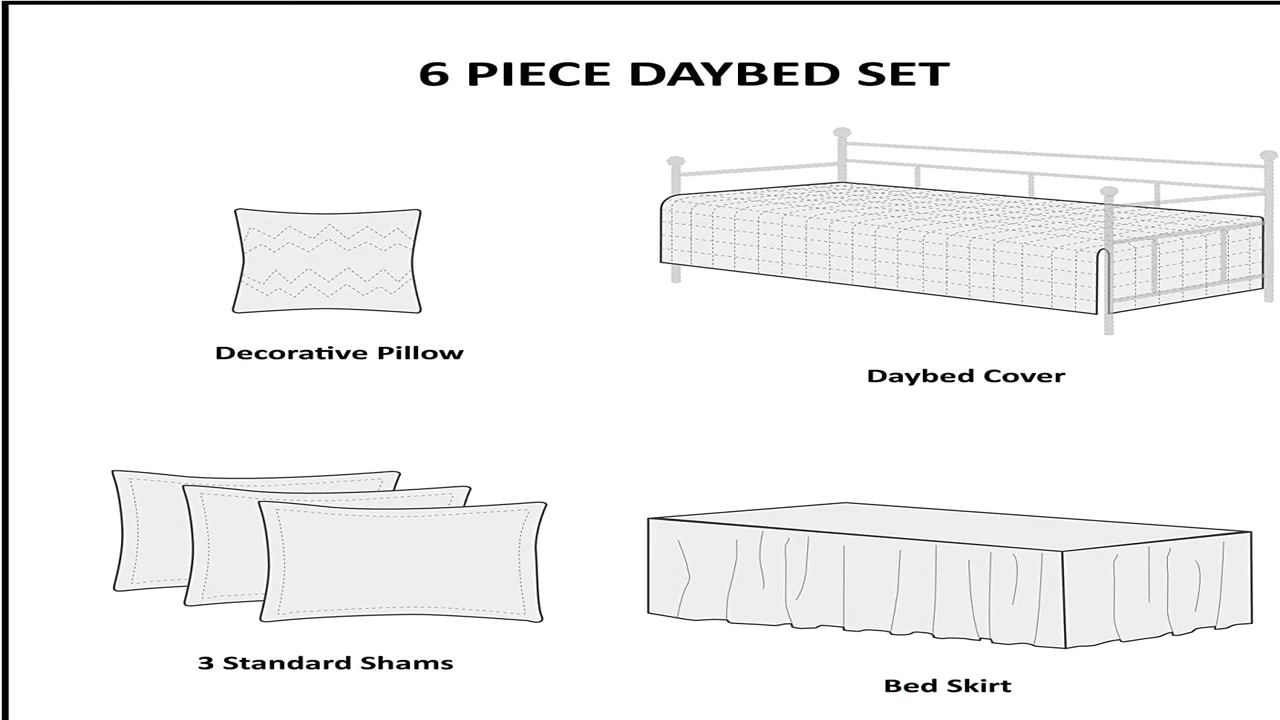 6 PIECE DAYBED SET
Decorative Pillow
Daybed Cover
3 Standard Shams
Bed Skirt